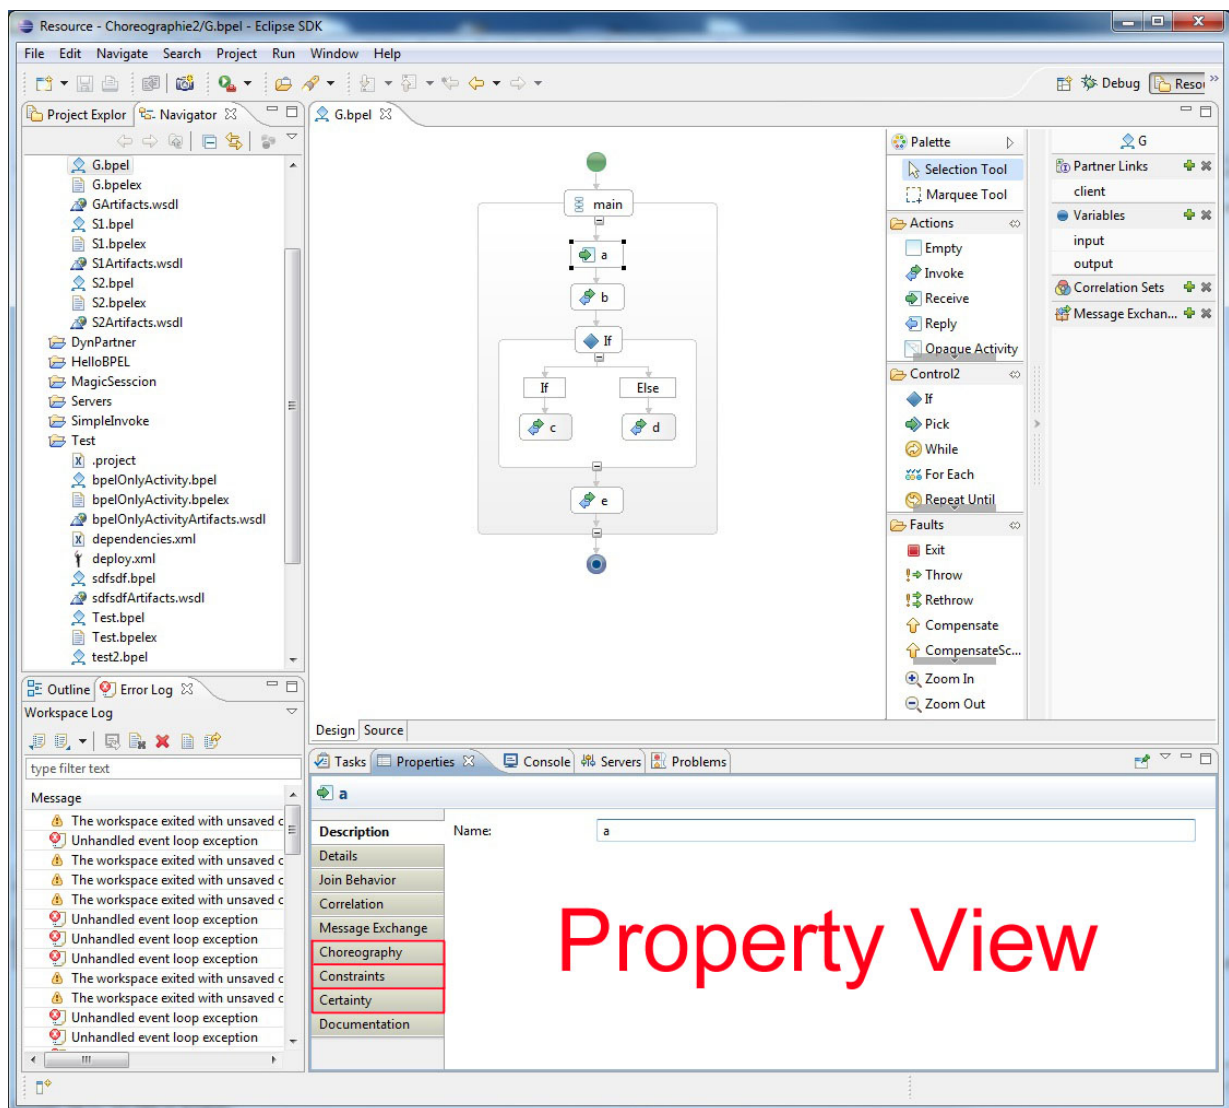 Resource - Choreographie2/G.bpel - Eclipse SDK
File Edit Navigate Search Project Run Window Help
Debug Resou
Project Explor Navigator
G.bpel
G.bpelex
GArtifacts.wsdl
S1.bpel
S1.bpelex
S1Artifacts.wsdl
S2.bpel
S2.bpelex
S2Artifacts.wsdl
DynPartner
HelloBPEL
MagicSesscion
Servers
SimpleInvoke
Test
.project
bpelOnlyActivity.bpel
bpelOnlyActivity.bpelex
bpelOnlyActivityArtifacts.wsdl
dependencies.xml
deploy.xml
sdfsdf.bpel
sdfsdfArtifacts.wsdl
Test.bpel
Test.bpelex
test2.bpel
G.bpel
main
a
b
If
If Else
c d
e
Design Source
Palette
Selection Tool
Marquee Tool
Actions
Empty
Invoke
Receive
Reply
Opaque Activity
Control2
If
Pick
While
For Each
Repeat Until
Faults
Exit
Throw
Rethrow
Compensate
CompensateSc...
Zoom In
Zoom Out
G
Partner Links
client
Variables
input
output
Correlation Sets
Message Exchan...
Outline Error Log
Workspace Log
type filter text
Message
The workspace exited with unsaved c
Unhandled event loop exception
The workspace exited with unsaved c
The workspace exited with unsaved c
The workspace exited with unsaved c
Unhandled event loop exception
Unhandled event loop exception
Unhandled event loop exception
The workspace exited with unsaved c
The workspace exited with unsaved c
Unhandled event loop exception
Unhandled event loop exception
Tasks Properties Console Servers Problems
a
Description
Details
Join Behavior
Correlation
Message Exchange
Choreography
Constraints
Certainty
Documentation
Name: a
Property View